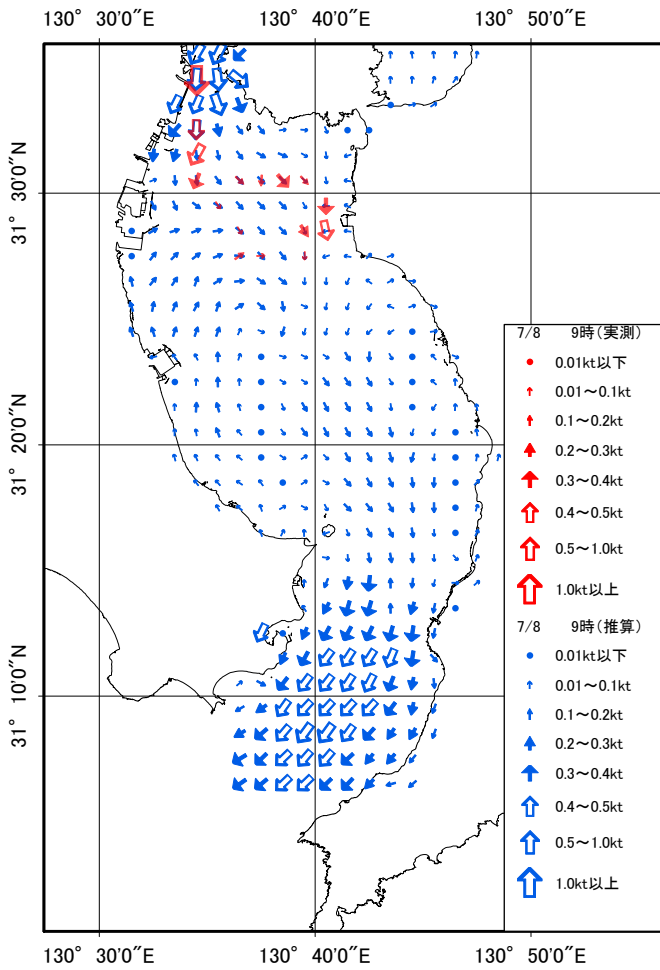 130° 30′0″E
130° 40′0″E
130° 50′0″E
31° 30′0″N
31° 20′0″N
31° 10′0″N
7/8 9時(実測)
0.01kt以下
0.01～0.1kt
0.1～0.2kt
0.2～0.3kt
0.3～0.4kt
0.4～0.5kt
0.5～1.0kt
1.0kt以上
7/8 9時(推算)
0.01kt以下
0.01～0.1kt
0.1～0.2kt
0.2～0.3kt
0.3～0.4kt
0.4～0.5kt
0.5～1.0kt
1.0kt以上
130° 30′0″E
130° 40′0″E
130° 50′0″E